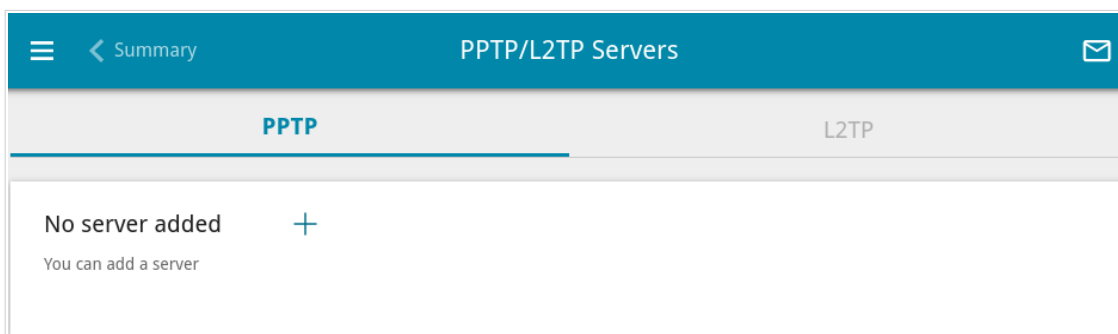 Summary
PPTP/L2TP Servers
PPTP
L2TP
No server added
You can add a server